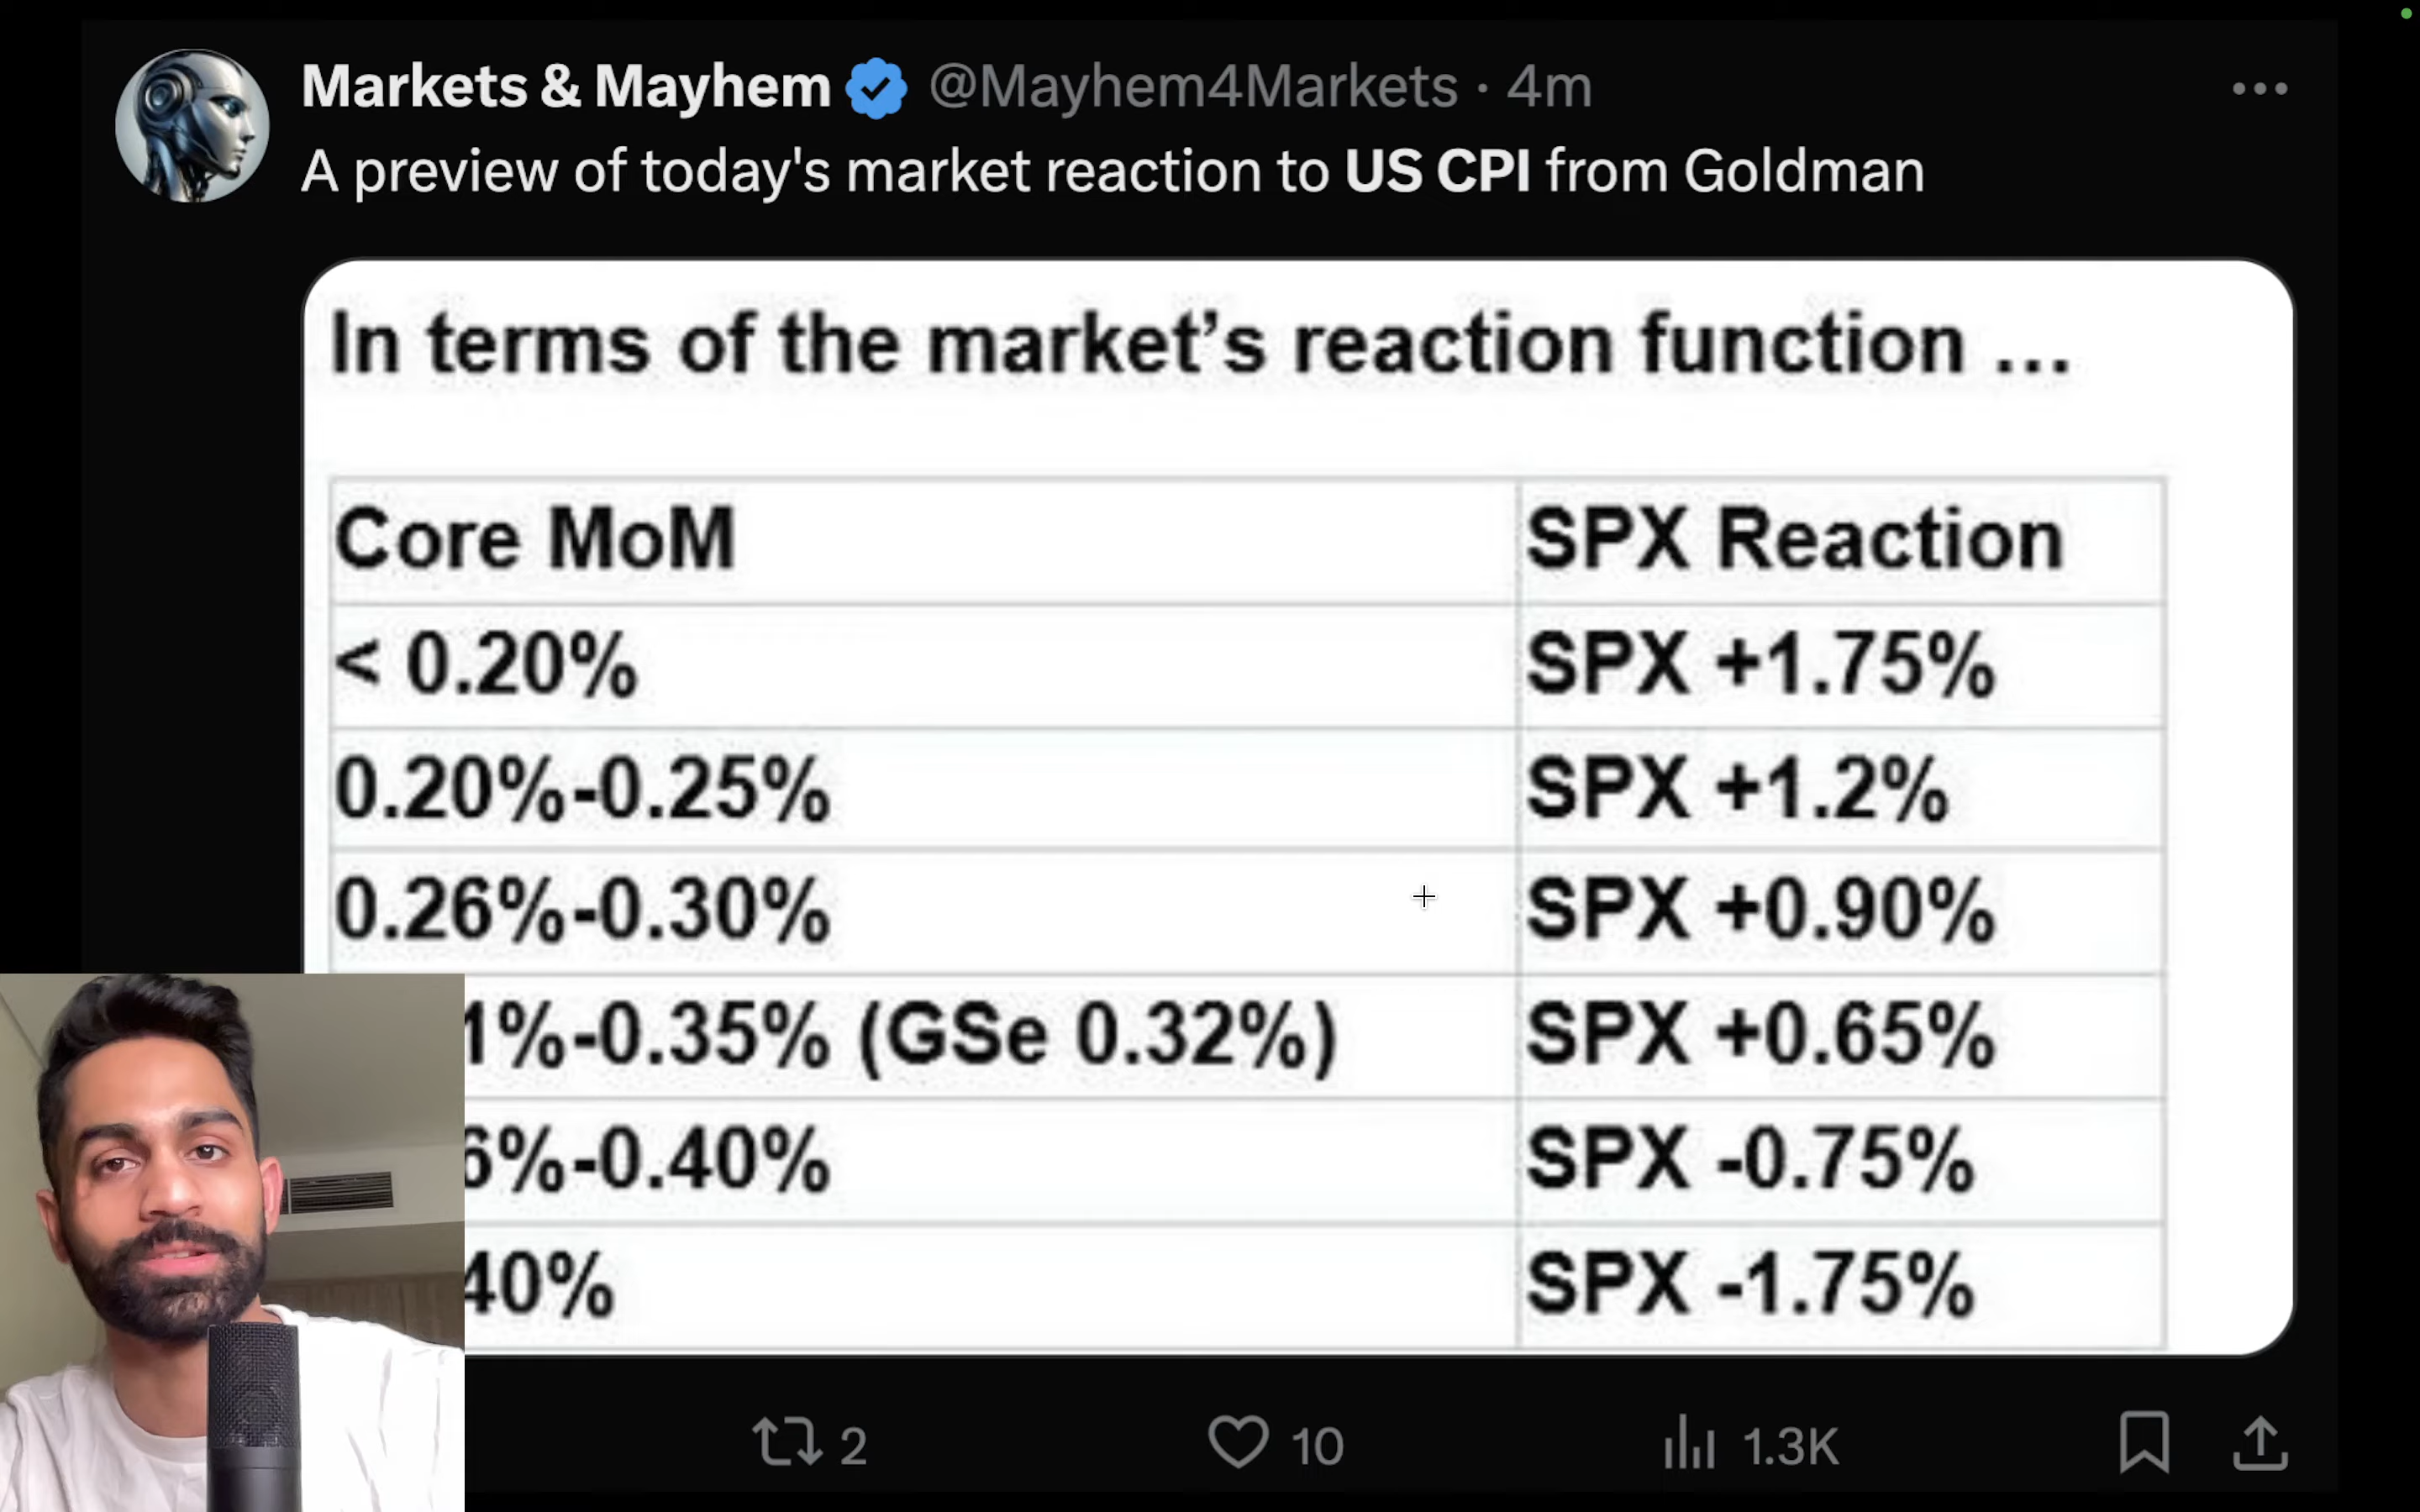 Markets & Mayhem @Mayhem4Markets · 4m
A preview of today's market reaction to US CPI from Goldman
In terms of the market’s reaction function ...
Core MoM SPX Reaction
< 0.20% SPX +1.75%
0.20%-0.25% SPX +1.2%
0.26%-0.30% SPX +0.90%
1%-0.35% (GSe 0.32%) SPX +0.65%
6%-0.40% SPX -0.75%
40% SPX -1.75%
2 10 1.3K